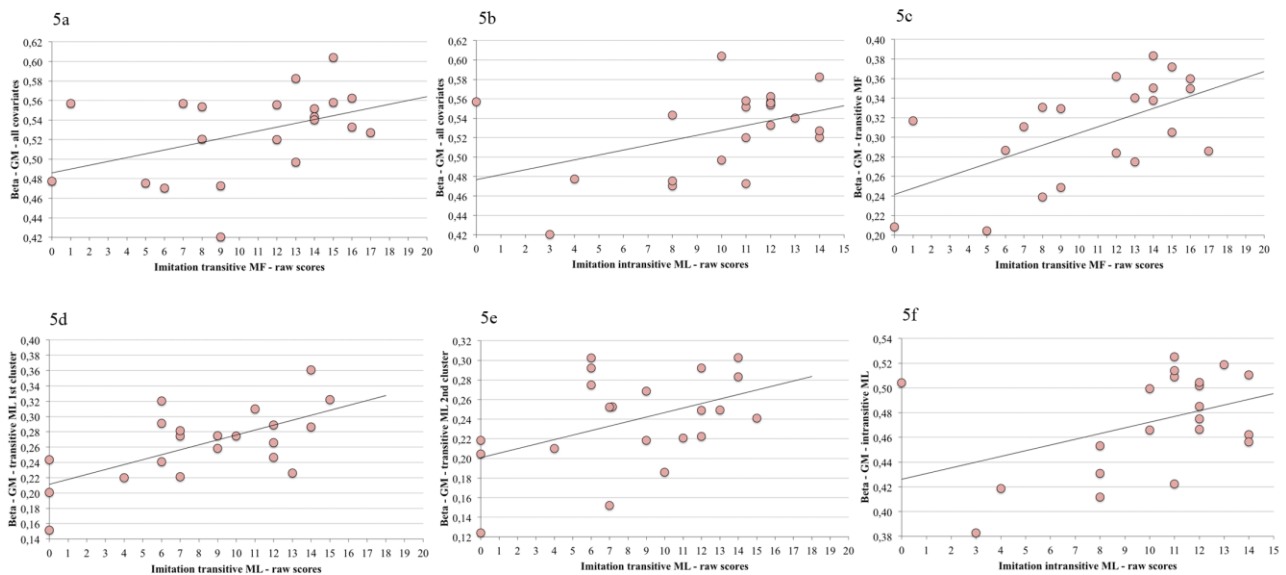 5a
Beta - GM - all covariates
0,62
0,60
0,58
0,56
0,54
0,52
0,50
0,48
0,46
0,44
0,42
0 1 2 3 4 5 6 7 8 9 10 11 12 13 14 15 16 17 18 19 20
Imitation transitive MF - raw scores
5b
Beta - GM - all covariates
0,62
0,60
0,58
0,56
0,54
0,52
0,50
0,48
0,46
0,44
0,42
0 1 2 3 4 5 6 7 8 9 10 11 12 13 14 15
Imitation intransitive ML - raw scores
5c
Beta - GM - transitive MF
0,40
0,38
0,36
0,34
0,32
0,30
0,28
0,26
0,24
0,22
0,20
0 1 2 3 4 5 6 7 8 9 10 11 12 13 14 15 16 17 18 19 20
Imitation transitive MF - raw scores
5d
Beta - GM - transitive ML 1st cluster
0,40
0,38
0,36
0,34
0,32
0,30
0,28
0,26
0,24
0,22
0,20
0,18
0,16
0,14
0 1 2 3 4 5 6 7 8 9 10 11 12 13 14 15 16 17 18 19 20
Imitation transitive ML - raw scores
5e
Beta - GM - transitive ML 2nd cluster
0,32
0,30
0,28
0,26
0,24
0,22
0,20
0,18
0,16
0,14
0,12
0 1 2 3 4 5 6 7 8 9 10 11 12 13 14 15 16 17 18 19 20
Imitation transitive ML - raw scores
5f
Beta - GM - intransitive ML
0,54
0,52
0,50
0,48
0,46
0,44
0,42
0,40
0,38
0 1 2 3 4 5 6 7 8 9 10 11 12 13 14 15
Imitation intransitive ML - raw scores